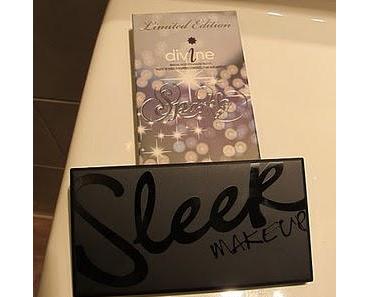 Limited Edition
divine
Sparkle
Sleek
MAKEUP